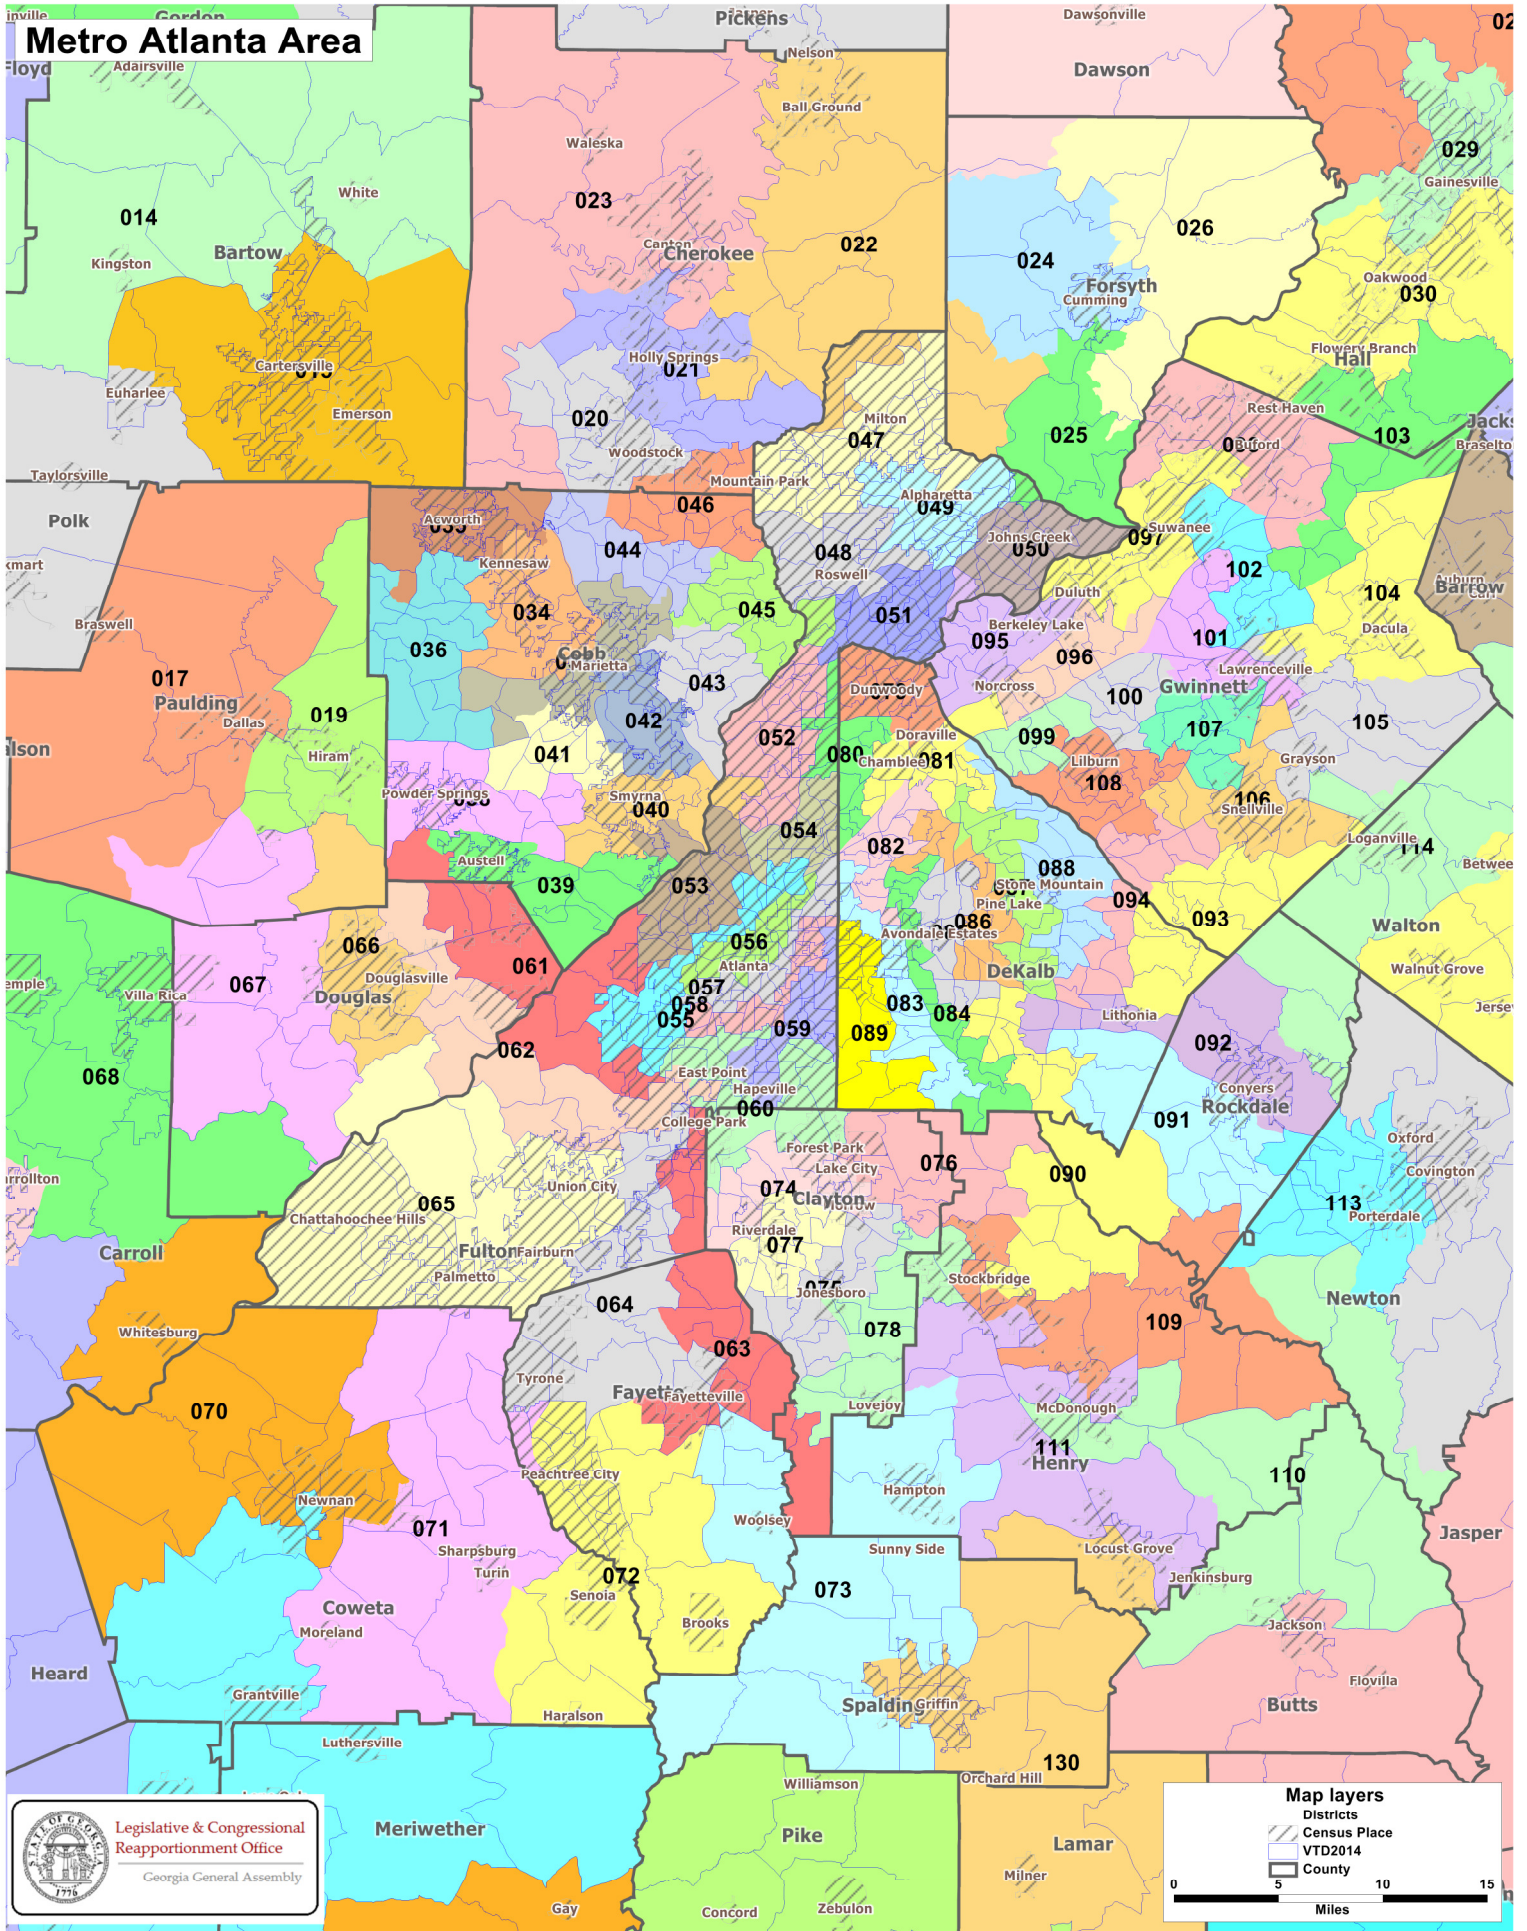 Metro Atlanta Area
Gordon
Pickens
Dawsonville
Nelson
Floyd
Adairsville
Dawson
Ball Ground
Waleska
029
White
Gainesville
023
014
026
Canton
022
Bartow
Cherokee
024
Kingston
Oakwood
Forsyth
030
Cumming
Holly Springs
Flowery Branch
Hall
021
Cartersville
Euharlee
Emerson
020
Milton
Rest Haven
025
103
047
Buford
Woodstock
Taylorsville
Mountain Park
Alpharetta
046
049
Polk
Acworth
Suwanee
Johns Creek
097
044
048
050
Kennesaw
Roswell
102
Barrow
Duluth
104
034
045
051
Braswell
Berkeley Lake
Dacula
095
101
036
Cobb
096
Marietta
Lawrenceville
017
043
Norcross
Gwinnett
Dunwoody
100
Paulding
019
Dallas
042
105
052
Doraville
099
107
Hiram
041
080
Chamblee
081
Lilburn
Grayson
108
Powder Springs
Smyrna
040
106
Snellville
054
Loganville
082
114
Austell
088
039
053
Stone Mountain
Pine Lake
094
093
086
Walton
Avondale Estates
066
056
061
Atlanta
DeKalb
Walnut Grove
Douglasville
067
057
Villa Rica
Douglas
058
083
084
Lithonia
055
059
089
092
062
East Point
068
Conyers
Hapeville
Rockdale
060
College Park
091
Oxford
Forest Park
076
Lake City
090
Covington
Union City
074
Clayton
065
113
Chattahoochee Hills
Porterdale
Riverdale
077
Carroll
Fulton
Fairburn
Palmetto
Stockbridge
Jonesboro
Newton
064
109
Whitesburg
078
063
Tyrone
Fayette
Fayetteville
070
Lovejoy
McDonough
111
Henry
Peachtree City
110
Newnan
Hampton
071
Woolsey
Jasper
Sharpsburg
Sunny Side
Locust Grove
Turin
072
Jenkinsburg
Senoia
073
Coweta
Brooks
Jackson
Moreland
Heard
Flovilla
Grantville
Spalding
Griffin
Butts
Haralson
Luthersville
130
Orchard Hill
Williamson
Meriwether
Pike
Lamar
Milner
Gay
Concord
Zebulon
STATE OF GEORGIA
1776
Legislative & Congressional
Reapportionment Office
Georgia General Assembly
Map layers
Districts
Census Place
VTD2014
County
0 5 10 15
Miles